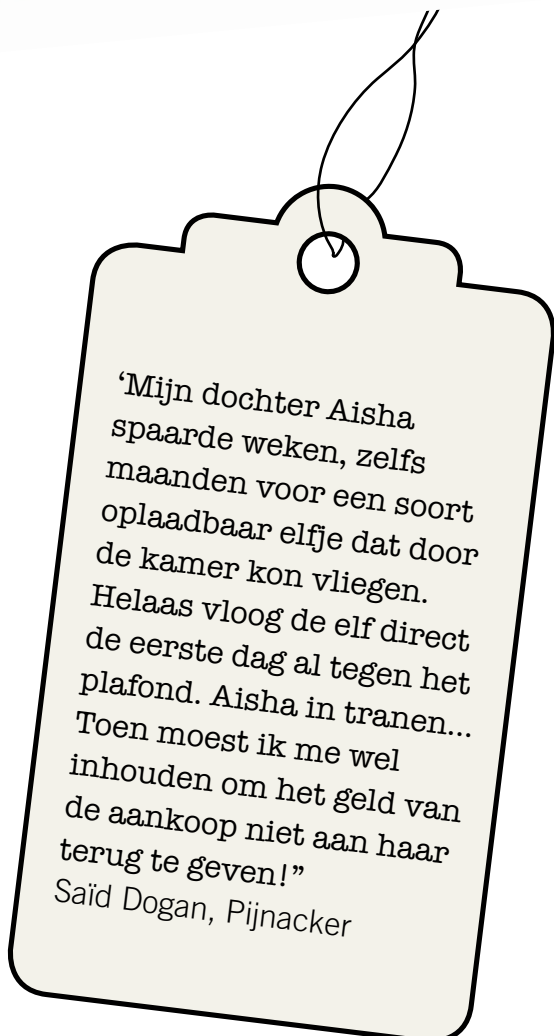 ‘Mijn dochter Aisha
spaarde weken, zelfs
maanden voor een soort
oplaadbaar elfje dat door
de kamer kon vliegen.
Helaas vloog de elf direct
de eerste dag al tegen het
plafond. Aisha in tranen...
Toen moest ik me wel
inhouden om het geld van
de aankoop niet aan haar
terug te geven!”
Saïd Dogan, Pijnacker